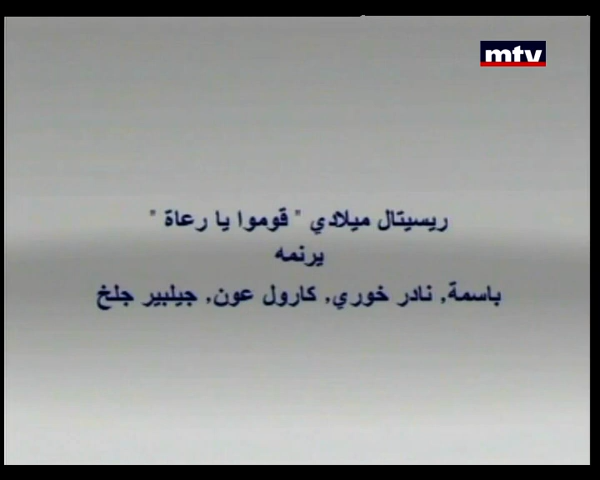 mtv
ريسيتال ميلادي " قوموا يا رعاة "
يرنمه
باسمة, نادر خوري, كارول عون, جيلبير جلخ